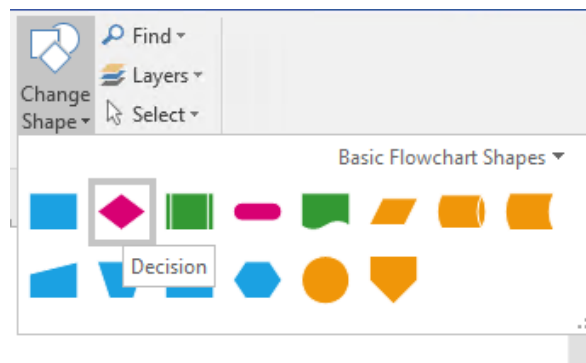 Find
Layers
Change
Shape
Select
Basic Flowchart Shapes
Decision